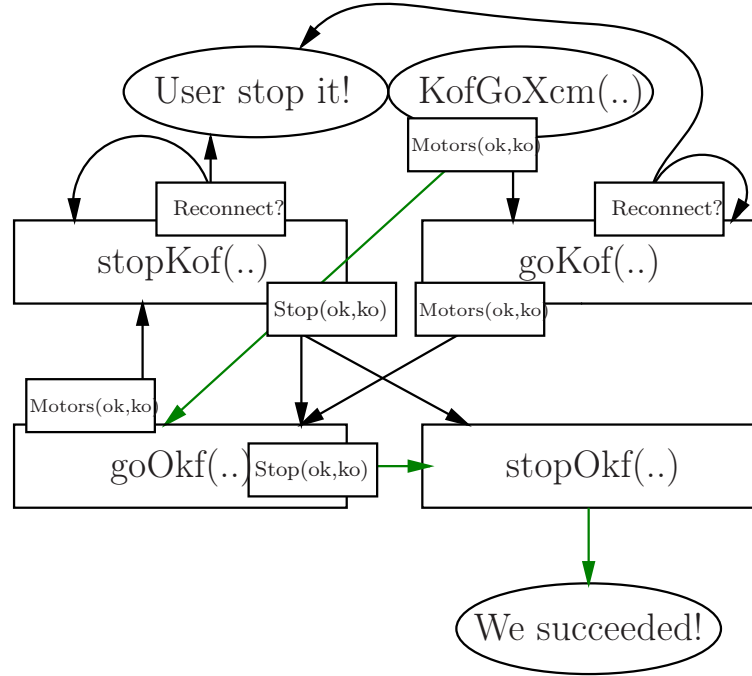 User stop it!
KofGoXcm(..)
Motors(ok,ko)
Reconnect?
Reconnect?
stopKof(..)
goKof(..)
Stop(ok,ko)
Motors(ok,ko)
Motors(ok,ko)
goOkf(..)
Stop(ok,ko)
stopOkf(..)
We succeeded!